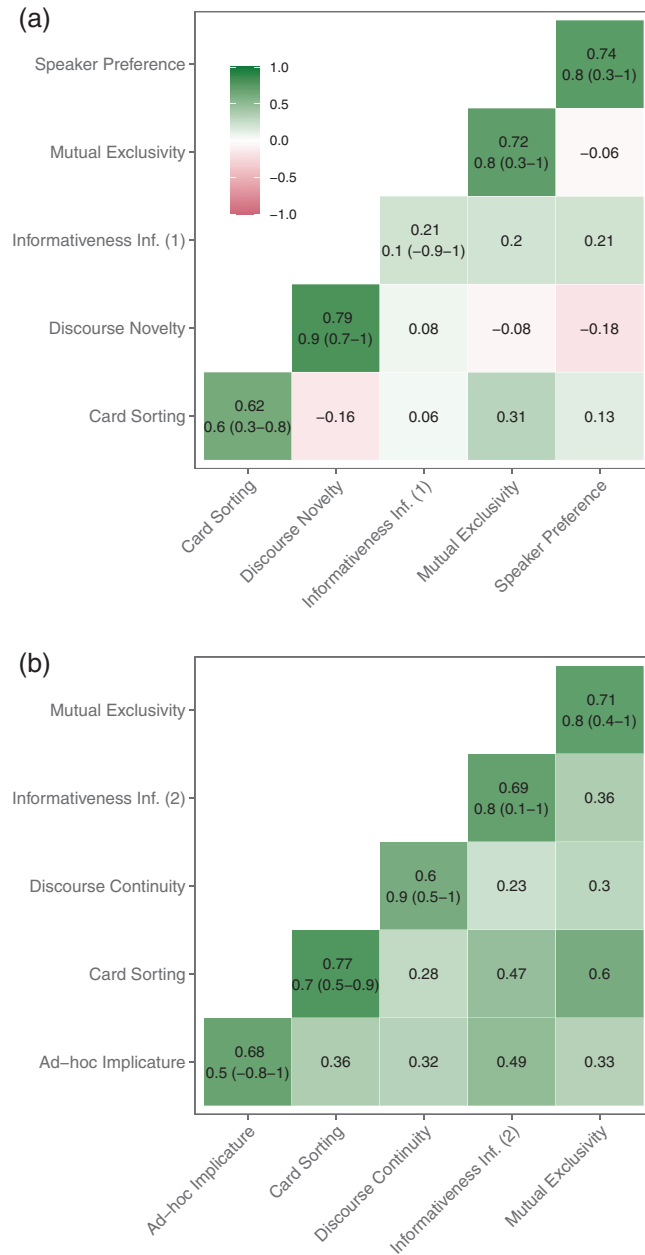 (a)
Speaker Preference
Mutual Exclusivity
Informativeness Inf. (1)
Discourse Novelty
Card Sorting
1.0
0.5
0.0
−0.5
−1.0
0.74
0.8 (0.3−1)
0.72
0.8 (0.3−1)
−0.06
0.21
0.1 (−0.9−1)
0.2
0.21
0.79
0.9 (0.7−1)
0.08
−0.08
−0.18
0.62
0.6 (0.3−0.8)
−0.16
0.06
0.31
0.13
Card Sorting
Discourse Novelty
Informativeness Inf. (1)
Mutual Exclusivity
Speaker Preference
(b)
Mutual Exclusivity
Informativeness Inf. (2)
Discourse Continuity
Card Sorting
Ad−hoc Implicature
0.71
0.8 (0.4−1)
0.69
0.8 (0.1−1)
0.36
0.6
0.9 (0.5−1)
0.23
0.3
0.77
0.7 (0.5−0.9)
0.28
0.47
0.6
0.68
0.5 (−0.8−1)
0.36
0.32
0.49
0.33
Ad−hoc Implicature
Card Sorting
Discourse Continuity
Informativeness Inf. (2)
Mutual Exclusivity